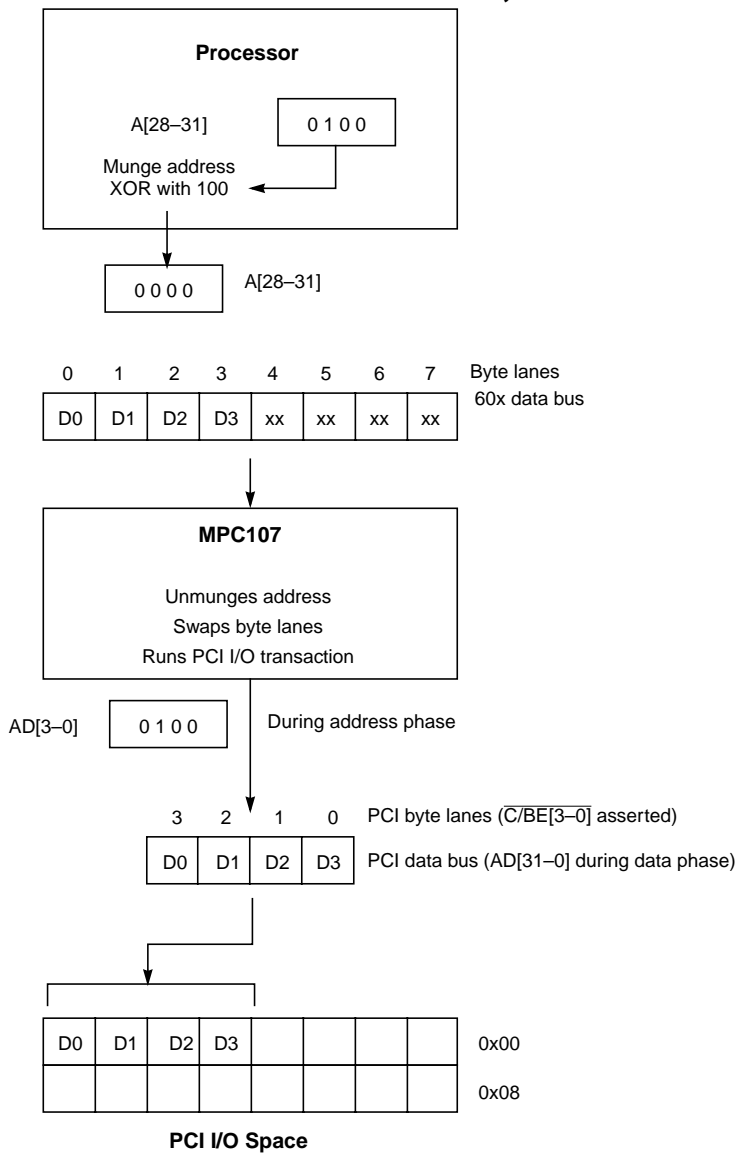 Processor
A[28–31]
0 1 0 0
Munge address
XOR with 100
0 0 0 0
A[28–31]
0 1 2 3 4 5 6 7 Byte lanes
60x data bus
D0 D1 D2 D3 xx xx xx xx
MPC107
Unmunges address
Swaps byte lanes
Runs PCI I/O transaction
AD[3–0]
0 1 0 0
During address phase
3 2 1 0 PCI byte lanes (C/BE[3–0] asserted)
D0 D1 D2 D3 PCI data bus (AD[31–0] during data phase)
D0 D1 D2 D3 0x00
0x08
PCI I/O Space